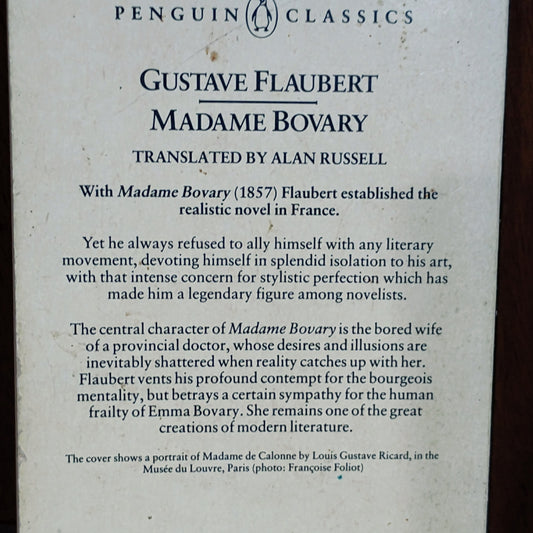 PENGUIN CLASSICS
GUSTAVE FLAUBERT
MADAME BOVARY
TRANSLATED BY ALAN RUSSELL
With Madame Bovary (1857) Flaubert established the
realistic novel in France.
Yet he always refused to ally himself with any literary
movement, devoting himself in splendid isolation to his art,
with that intense concern for stylistic perfection which has
made him a legendary figure among novelists.
The central character of Madame Bovary is the bored wife
of a provincial doctor, whose desires and illusions are
inevitably shattered when reality catches up with her.
Flaubert vents his profound contempt for the bourgeois
mentality, but betrays a certain sympathy for the human
frailty of Emma Bovary. She remains one of the great
creations of modern literature.
The cover shows a portrait of Madame de Calonne by Louis Gustave Ricard, in the
Musée du Louvre, Paris (photo: Françoise Foliot)